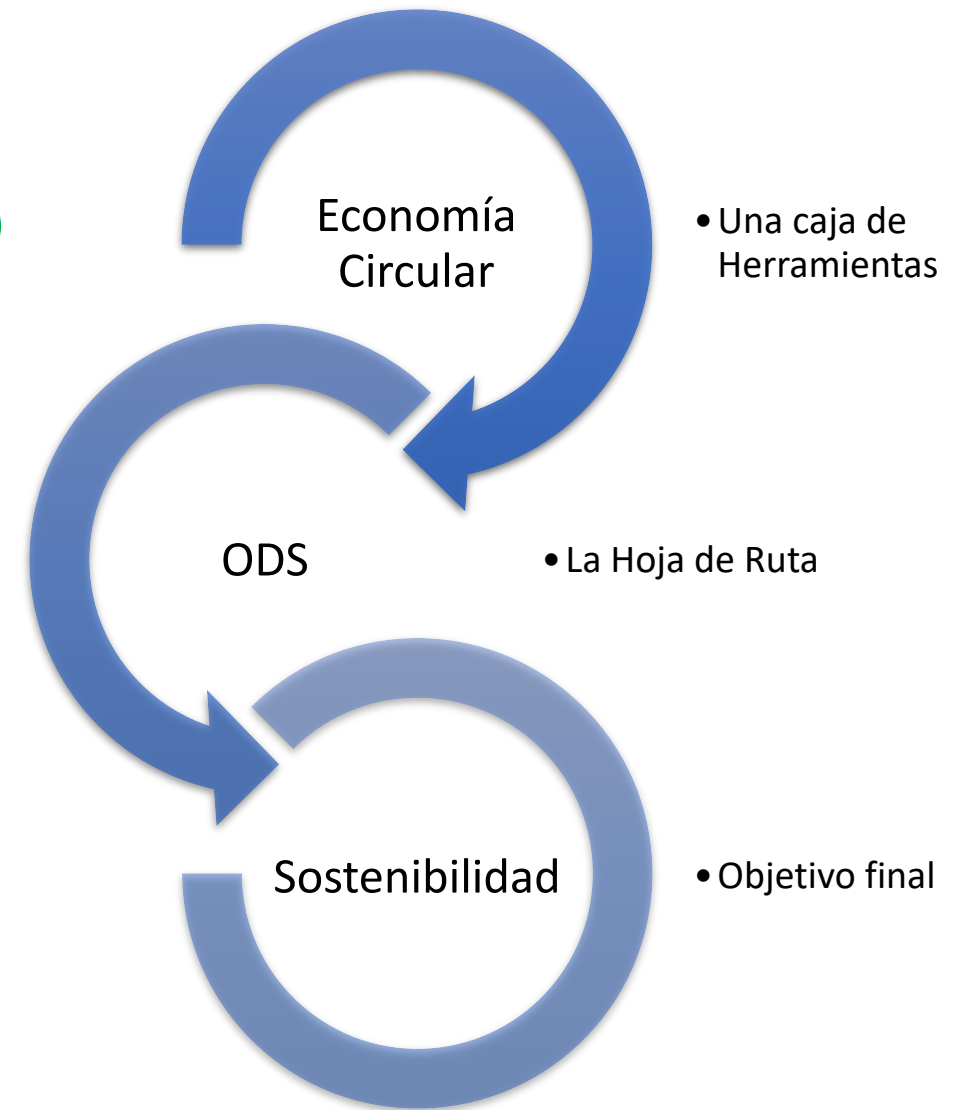 Economía
Circular
• Una caja de
Herramientas
ODS
• La Hoja de Ruta
Sostenibilidad
• Objetivo final